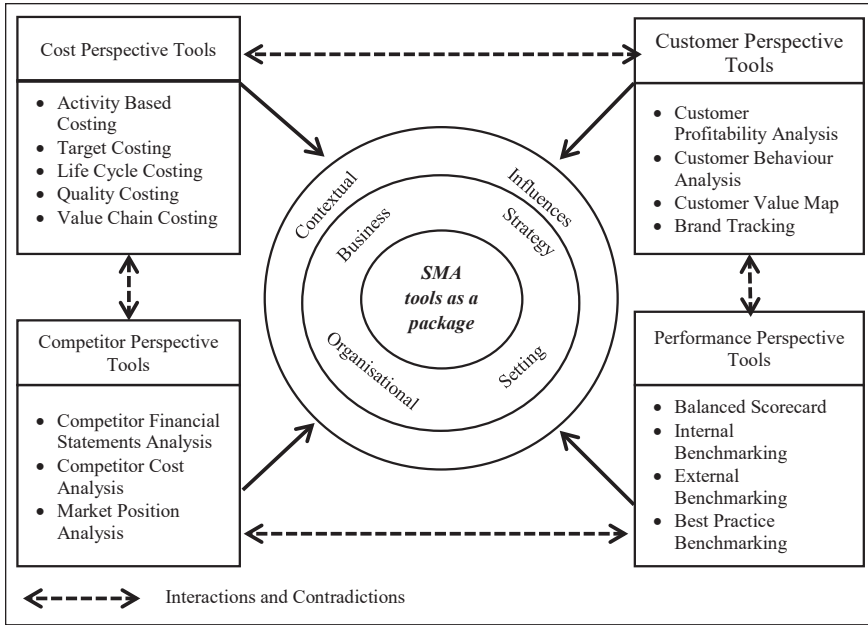 Cost Perspective Tools
• Activity Based
Costing
• Target Costing
• Life Cycle Costing
• Quality Costing
• Value Chain Costing
Customer Perspective
Tools
• Customer
Profitability Analysis
• Customer Behaviour
Analysis
• Customer Value Map
• Brand Tracking
Contextual Influences
Business Strategy
SMA
tools as a
package
Organisational Setting
Competitor Perspective
Tools
• Competitor Financial
Statements Analysis
• Competitor Cost
Analysis
• Market Position
Analysis
Performance Perspective
Tools
• Balanced Scorecard
• Internal
Benchmarking
• External
Benchmarking
• Best Practice
Benchmarking
Interactions and Contradictions